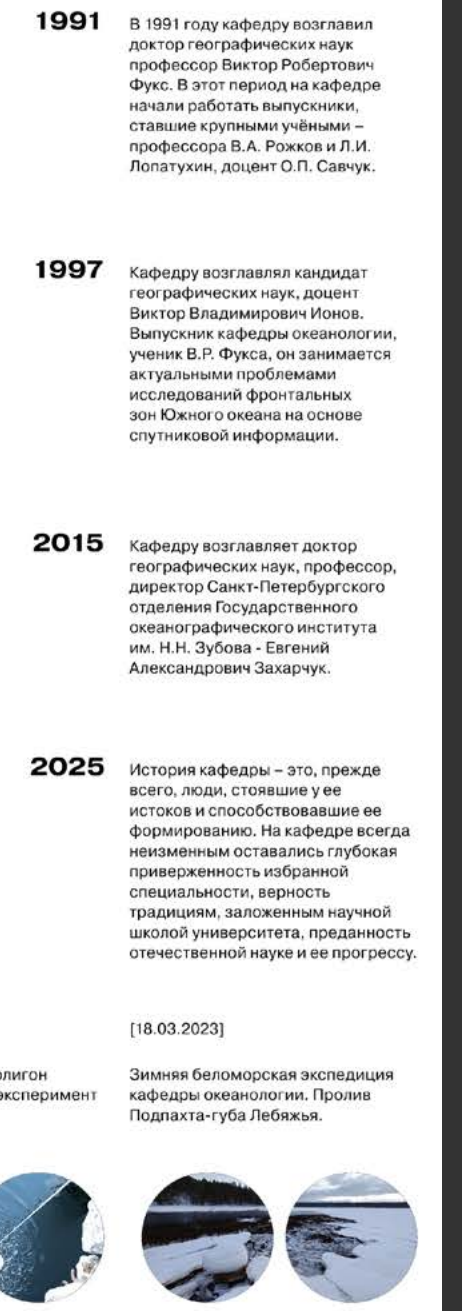 1991
В 1991 году кафедру возглавил
доктор географических наук
профессор Виктор Робертович
Фукс. В этот период на кафедре
начали работать выпускники,
ставшие крупными учёными –
профессора В.А. Рожков и Л.И.
Лопатухин, доцент О.П. Савчук.
1997
Кафедру возглавлял кандидат
географических наук, доцент
Виктор Владимирович Ионов.
Выпускник кафедры океанологии,
ученик В.Р. Фукса, он занимается
актуальными проблемами
исследований фронтальных
зон Южного океана на основе
спутниковой информации.
2015
Кафедру возглавляет доктор
географических наук, профессор,
директор Санкт-Петербургского
отделения Государственного
океанографического института
им. Н.Н. Зубова - Евгений
Александрович Захарчук.
2025
История кафедры – это, прежде
всего, люди, стоявшие у ее
истоков и способствовавшие ее
формированию. На кафедре всегда
неизменным оставались глубокая
приверженность избранной
специальности, верность
традициям, заложенным научной
школой университета, преданность
отечественной науке и ее прогрессу.
олигон
эксперимент
[18.03.2023]
Зимняя беломорская экспедиция
кафедры океанологии. Пролив
Подпахта-губа Лебяжья.